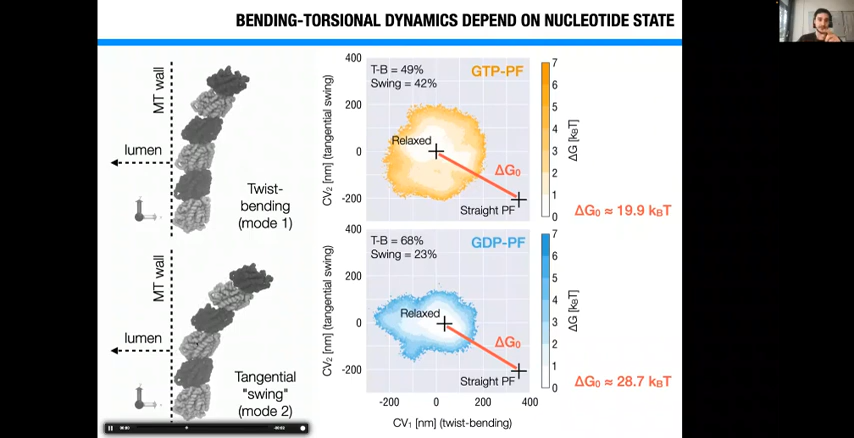 BENDING-TORSIONAL DYNAMICS DEPEND ON NUCLEOTIDE STATE
MT wall
lumen
Twist-
bending
(mode 1)
MT wall
lumen
Tangential
"swing"
(mode 2)
CV₂ [nm] (tangential swing)
400
200
0
-200
T-B = 49%
Swing = 42%
GTP-PF
Relaxed
ΔG₀
Straight PF
7
6
5
4
3
2
1
0
ΔG [kBT]
ΔG₀ ≈ 19.9 kBT
CV₂ [nm] (tangential swing)
400
200
0
-200
T-B = 68%
Swing = 23%
GDP-PF
Relaxed
ΔG₀
Straight PF
-200
0
200
400
CV₁ [nm] (twist-bending)
7
6
5
4
3
2
1
0
ΔG [kBT]
ΔG₀ ≈ 28.7 kBT